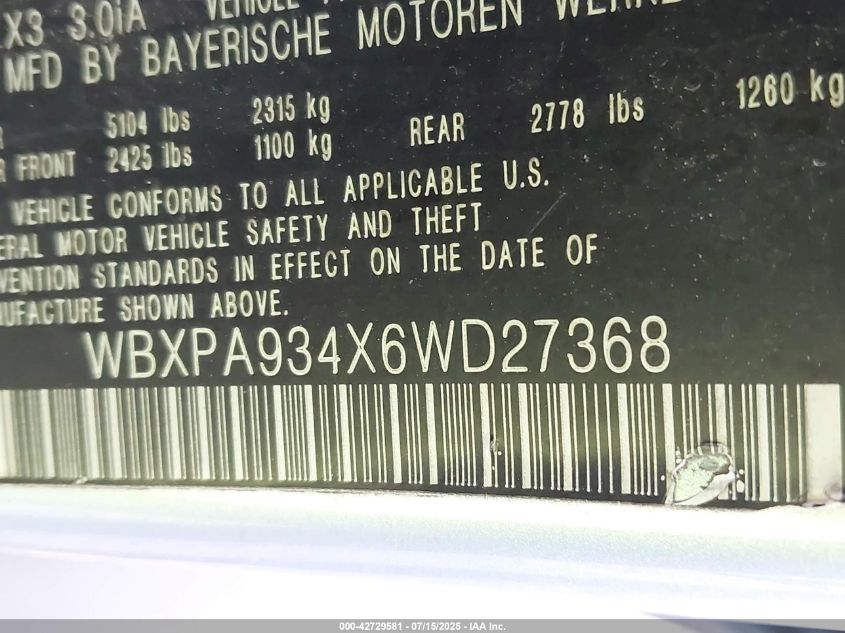 X3 3.0iA VEHICLE
MFD BY BAYERISCHE MOTOREN
5104 lbs 2315 kg
FRONT 2425 lbs 1100 kg REAR 2778 lbs 1260 kg
VEHICLE CONFORMS TO ALL APPLICABLE U.S.
ERAL MOTOR VEHICLE SAFETY AND THEFT
VENTION STANDARDS IN EFFECT ON THE DATE OF
UFACTURE SHOWN ABOVE.
WBXPA934X6WD27368
000-42729581 - 07/15/2025 - IAA Inc.